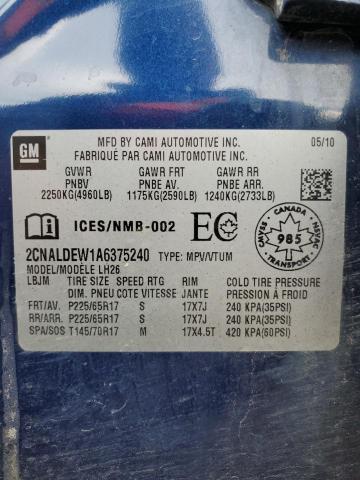 GM
MFD BY CAMI AUTOMOTIVE INC. 05/10
FABRIQUÉ PAR CAMI AUTOMOTIVE INC.
GVWR GAWR FRT GAWR RR
PNBV PNBE AV. PNBE AR.
2250KG(4960LB) 1175KG(2590LB) 1240KG(2733LB)
ICES/NMB-002 EC
CANADA
CMVSS 985 NSVAC
TRANSPORT
2CNALDEW1A6375240 TYPE: MPV/VTUM
MODEL/MODÈLE LH26
LBJM TIRE SIZE SPEED RTG RIM COLD TIRE PRESSURE
DIM. PNEU COTE VITESSE JANTE PRESSION À FROID
FRT/AV. P225/65R17 S 17X7J 240 KPA(35PSI)
RR/ARR. P225/65R17 S 17X7J 240 KPA(35PSI)
SPA/SOS T145/70R17 M 17X4.5T 420 KPA(60PSI)